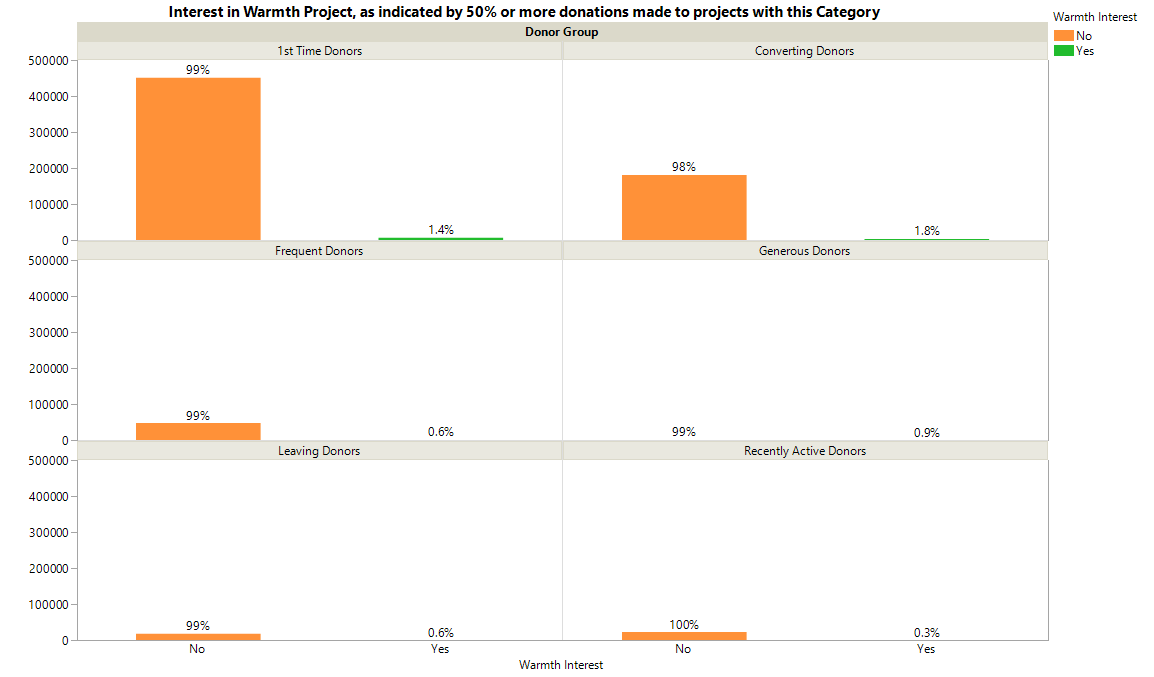 Interest in Warmth Project, as indicated by 50% or more donations made to projects with this Category
Warmth Interest
No
Yes
Donor Group
1st Time Donors
Converting Donors
500000
400000
300000
200000
100000
0
99%
1.4%
98%
1.8%
Frequent Donors
Generous Donors
500000
400000
300000
200000
100000
0
99%
0.6%
99%
0.9%
Leaving Donors
Recently Active Donors
500000
400000
300000
200000
100000
0
99%
0.6%
100%
0.3%
No
Yes
No
Yes
Warmth Interest